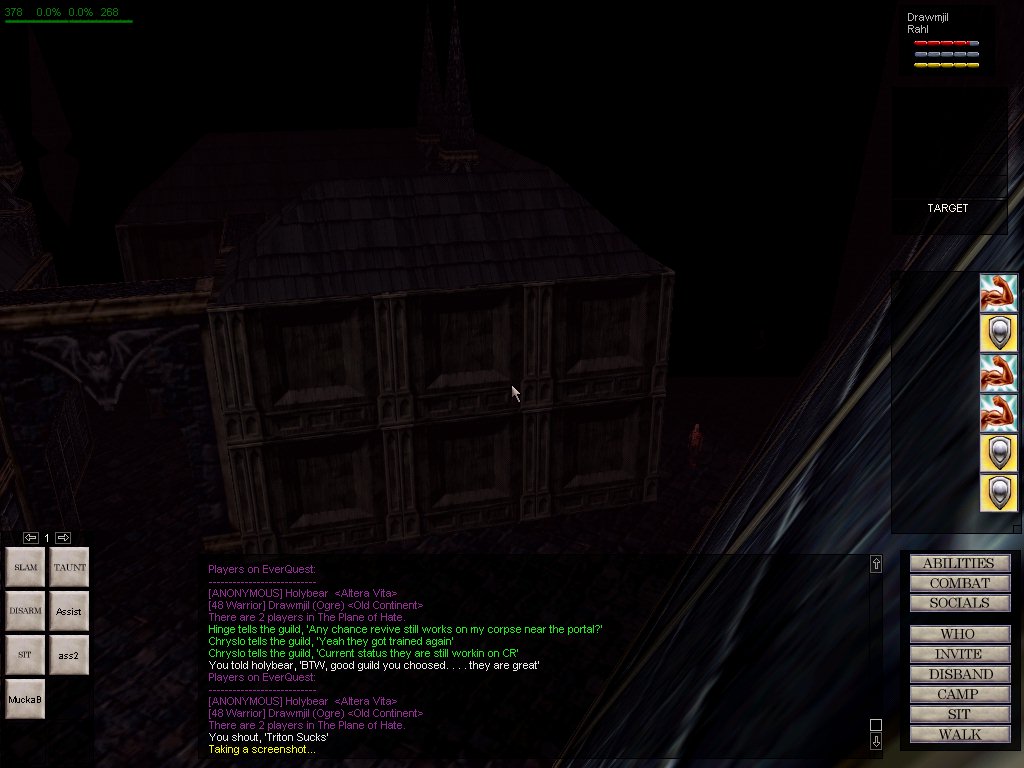 378 0.0% 0.0% 268
Drawmjil
Rahl
TARGET
1
SLAM TAUNT
DISARM Assist
SIT ass2
MuckaB
Players on EverQuest:
---------------------------
[ANONYMOUS] Holybear <Altera Vita>
[48 Warrior] Drawmjil (Ogre) <Old Continent>
There are 2 players in The Plane of Hate.
Hinge tells the guild, 'Any chance revive still works on my corpse near the portal?'
Chryslo tells the guild, 'Yeah they got trained again'
Chryslo tells the guild, 'Current status they are still workin on CR'
You told holybear, 'BTW, good guild you choosed. . . . they are great'
Players on EverQuest:
---------------------------
[ANONYMOUS] Holybear <Altera Vita>
[48 Warrior] Drawmjil (Ogre) <Old Continent>
There are 2 players in The Plane of Hate.
You shout, 'Triton Sucks'
Taking a screenshot...
ABILITIES
COMBAT
SOCIALS
WHO
INVITE
DISBAND
CAMP
SIT
WALK